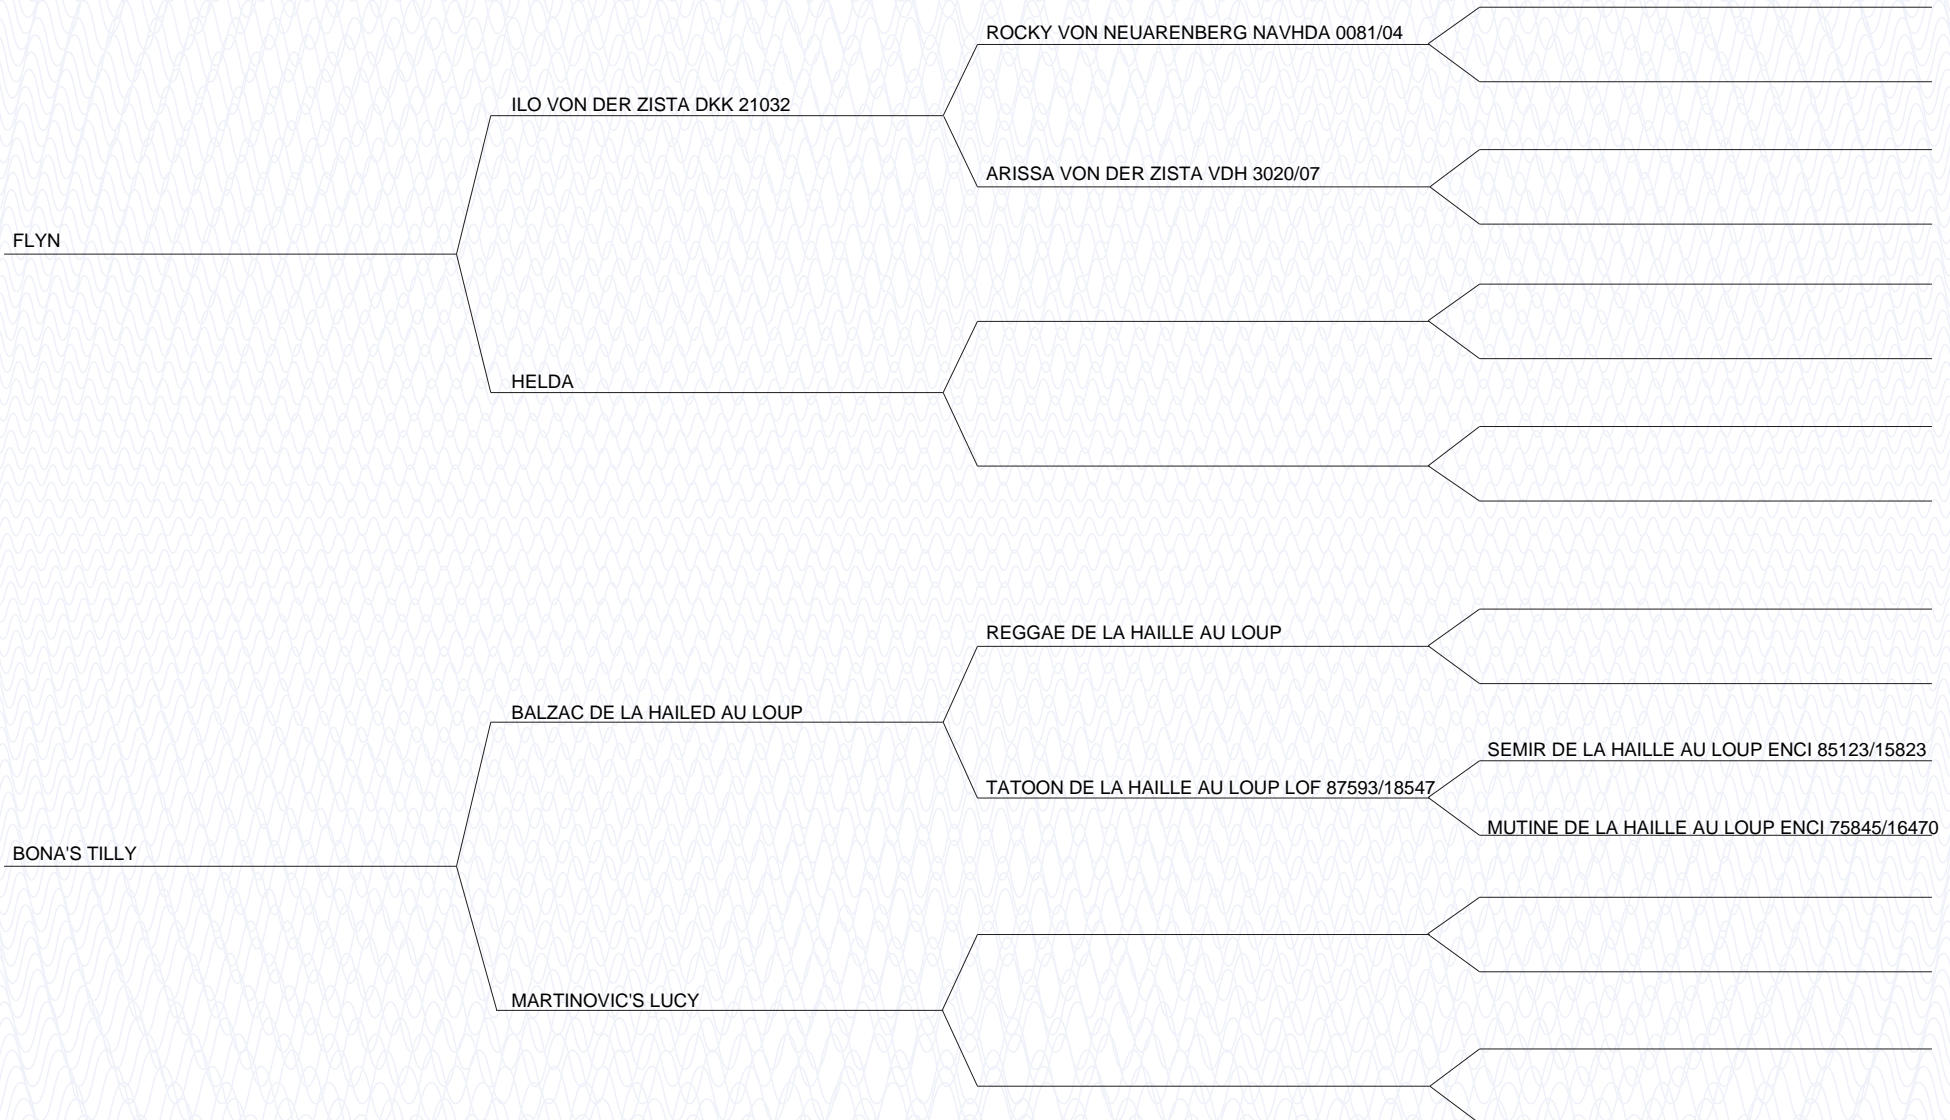 ROCKY VON NEUARENBERG NAVHDA 0081/04
ILO VON DER ZISTA DKK 21032
ARISSA VON DER ZISTA VDH 3020/07
FLYN
HELDA
REGGAE DE LA HAILLE AU LOUP
BALZAC DE LA HAILED AU LOUP
SEMIR DE LA HAILLE AU LOUP ENCI 85123/15823
TATOON DE LA HAILLE AU LOUP LOF 87593/18547
MUTINE DE LA HAILLE AU LOUP ENCI 75845/16470
BONA'S TILLY
MARTINOVIC'S LUCY